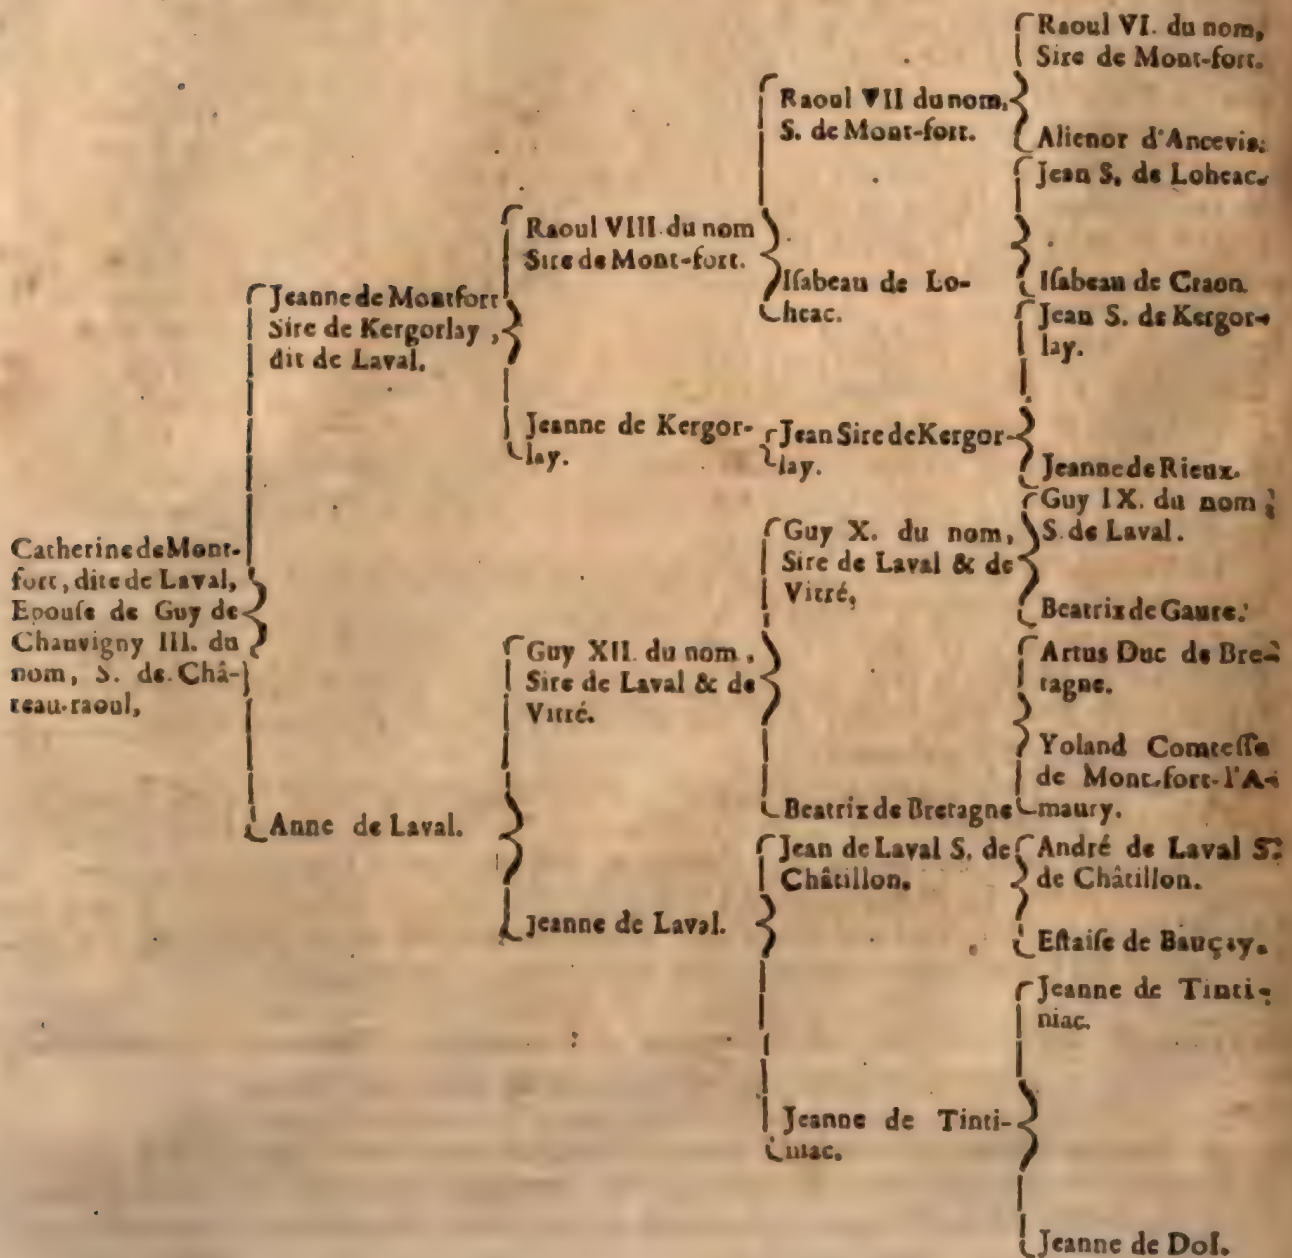 Raoul VI. du nom,
Sire de Mont-fort.
Raoul VII du nom,
S. de Mont-fort.
Alienor d'Ancevis.
Jean S. de Loheac.
Raoul VIII. du nom
Sire de Mont-fort.
Iſabeau de Lo-
heac.
Iſabeau de Craon.
Jeanne de Montfort
Sire de Kergorlay,
dit de Laval.
Jean S. de Kergor-
lay.
Jeanne de Kergor-
lay.
Jean Sire de Kergor-
lay.
Jeanne de Rieux.
Guy IX. du nom,
S. de Laval.
Guy X. du nom,
Sire de Laval & de
Vitré,
Beatrix de Gaure.
Catherine de Mont-
fort, dite de Laval,
Epouſe de Guy de
Chauvigny III. du
nom, S. de Châ-
teau-raoul,
Guy XII. du nom,
Sire de Laval & de
Vitré.
Artus Duc de Bre-
tagne.
Yoland Comteſſe
de Mont-fort-l'A-
maury.
Beatrix de Bretagne
Anne de Laval.
Jean de Laval S. de
Châtillon.
André de Laval S.
de Châtillon.
Jeanne de Laval.
Eſtaiſe de Bauçay.
Jeanne de Tinti-
niac.
Jeanne de Tinti-
niac.
Jeanne de Dol.